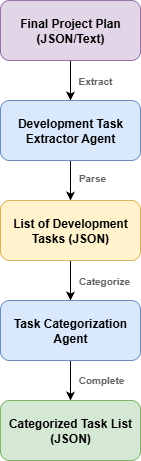 Final Project Plan
(JSON/Text)
Extract
Development Task
Extractor Agent
Parse
List of Development
Tasks (JSON)
Categorize
Task Categorization
Agent
Complete
Categorized Task List
(JSON)